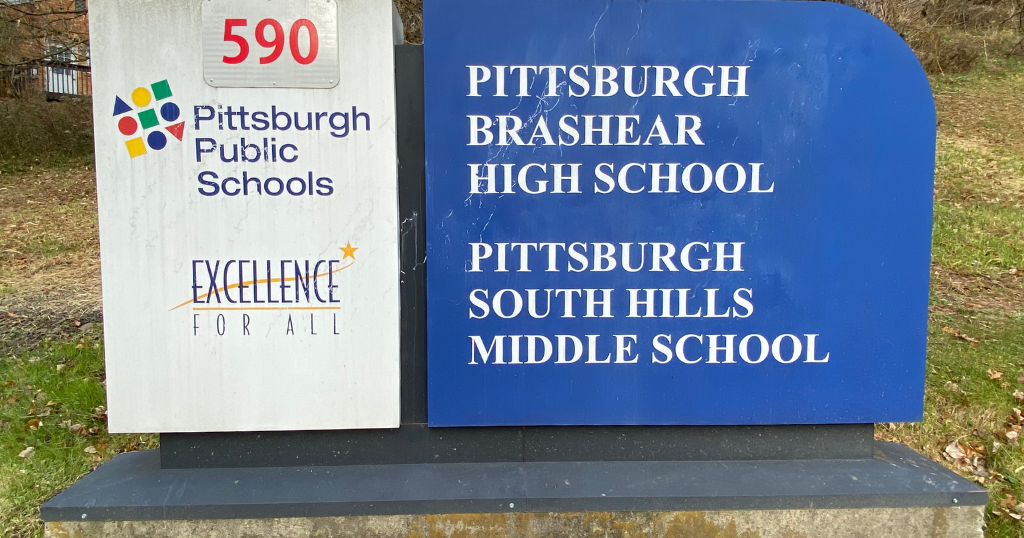 590
Pittsburgh
Public
Schools
EXCELLENCE
FOR ALL
PITTSBURGH
BRASHEAR
HIGH SCHOOL
PITTSBURGH
SOUTH HILLS
MIDDLE SCHOOL